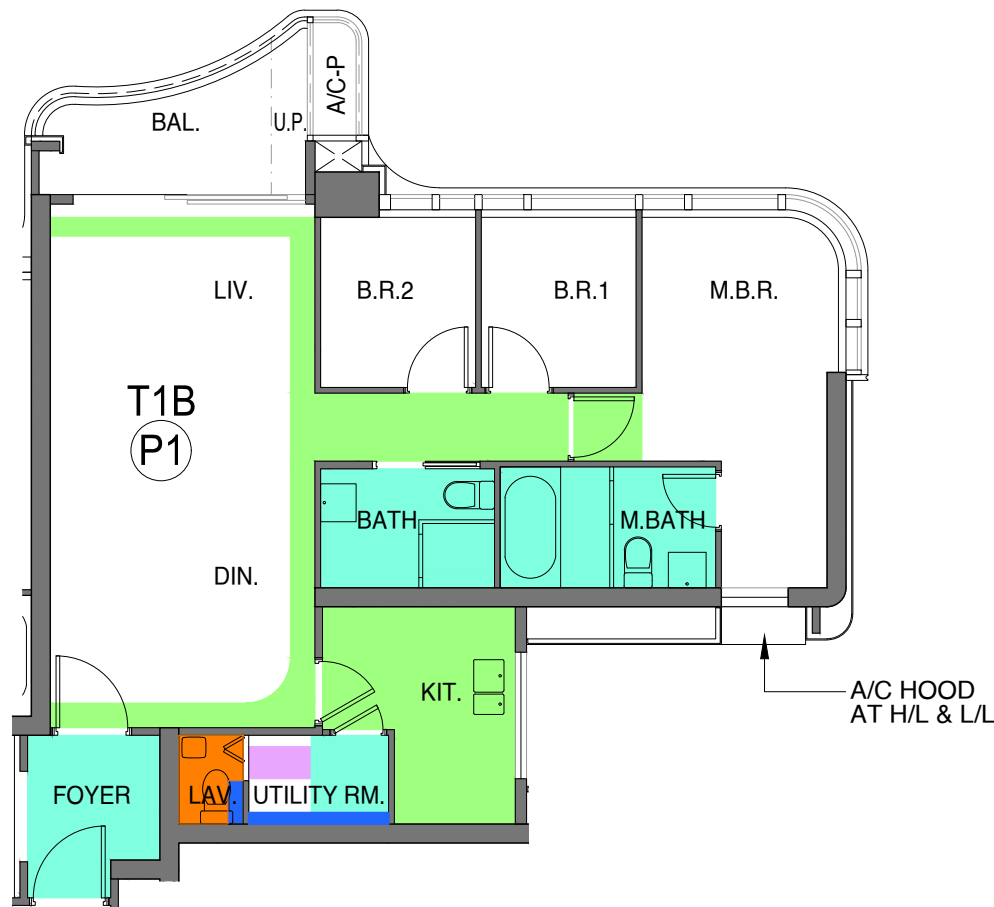 A/C-P
BAL.
U.P.
LIV.
B.R.2
B.R.1
M.B.R.
T1B
P1
BATH
M.BATH
DIN.
KIT.
A/C HOOD
AT H/L & L/L
FOYER
LAV.
UTILITY RM.